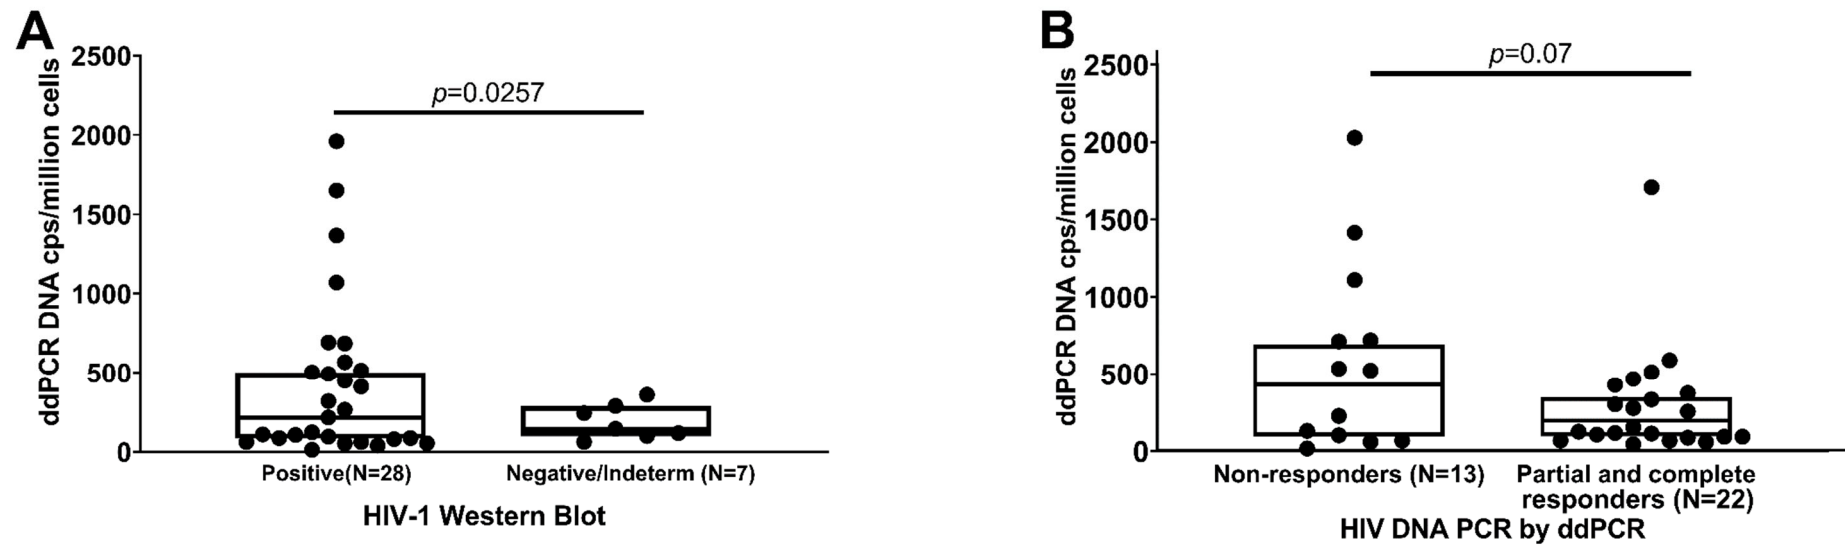 A
ddPCR DNA cps/million cells
2500
2000
1500
1000
500
0
p=0.0257
Positive(N=28)
Negative/Indeterm (N=7)
HIV-1 Western Blot
B
ddPCR DNA cps/million cells
2500
2000
1500
1000
500
0
p=0.07
Non-responders (N=13)
Partial and complete
responders (N=22)
HIV DNA PCR by ddPCR